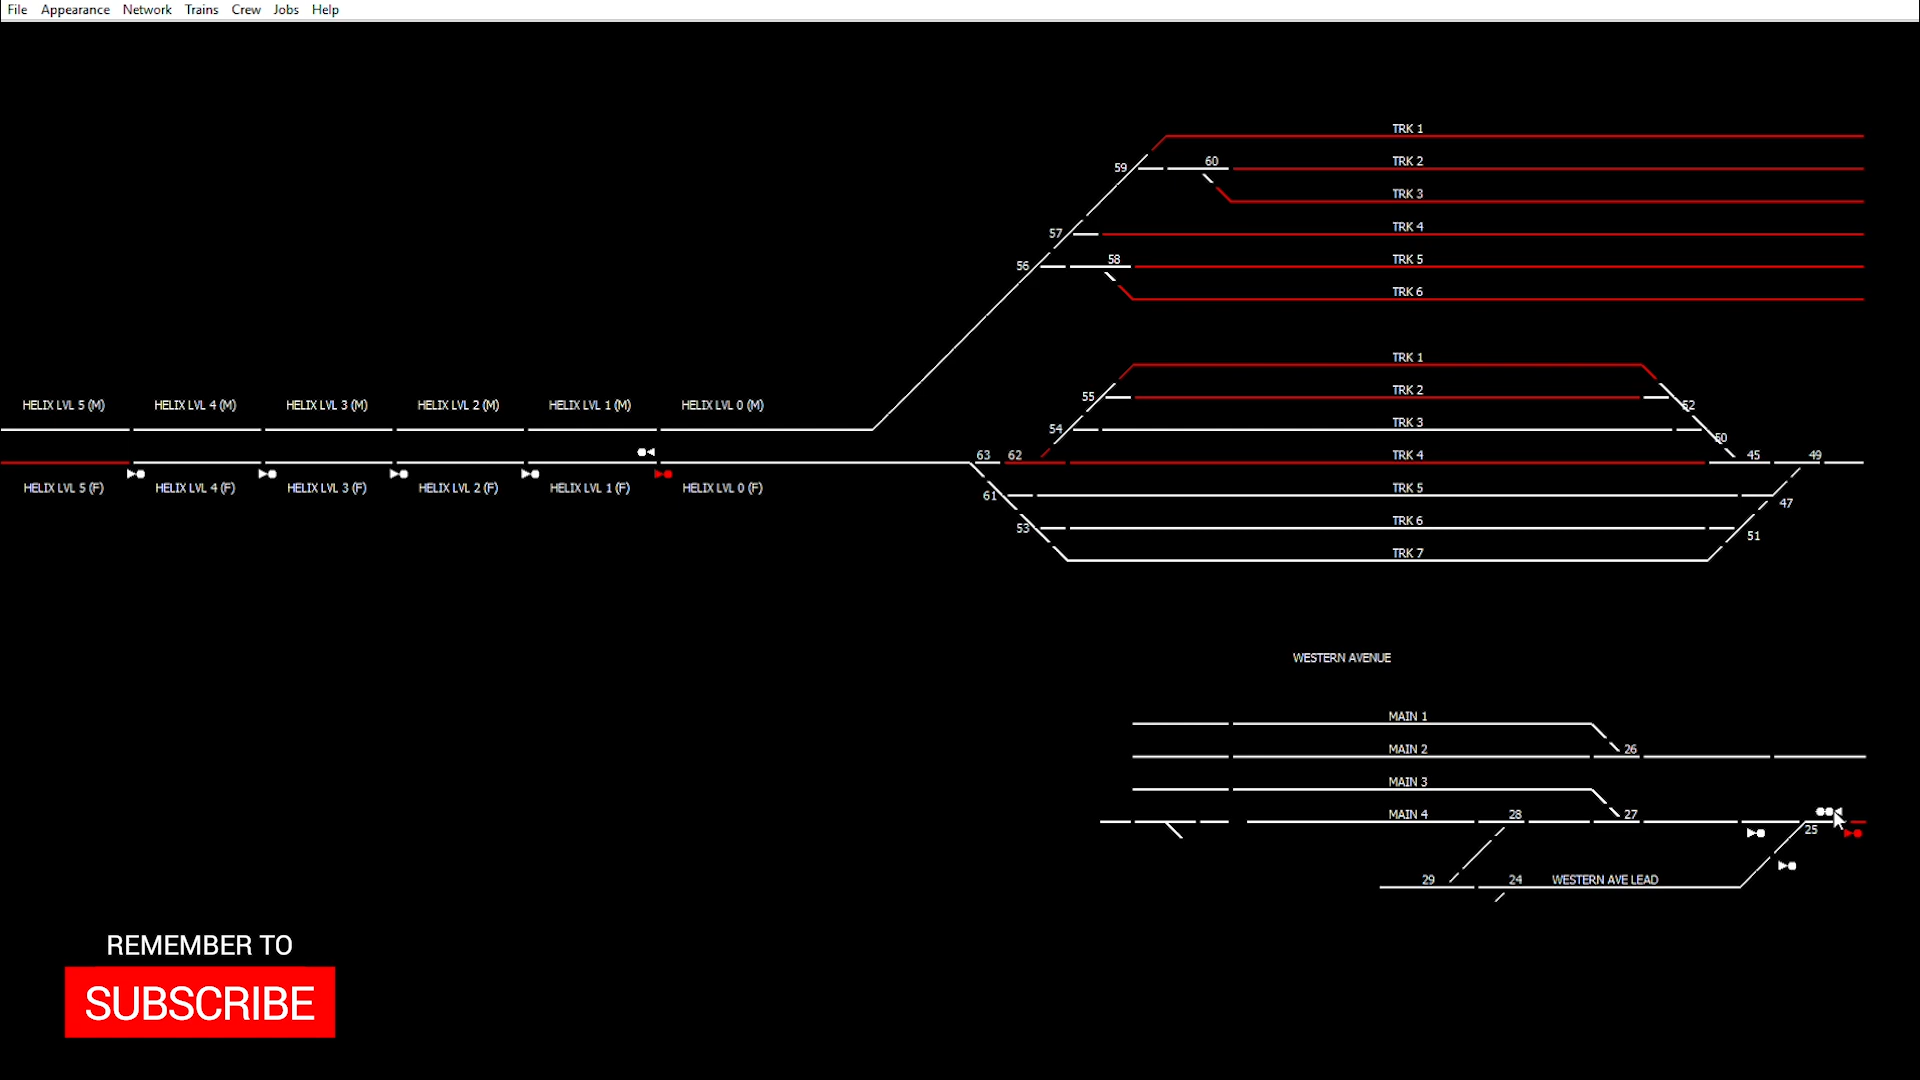 File Appearance Network Trains Crew Jobs Help
TRK 1
59 60 TRK 2
TRK 3
57 TRK 4
56 58 TRK 5
TRK 6
TRK 1
55 TRK 2
52
HELIX LVL 5 (M) HELIX LVL 4 (M) HELIX LVL 3 (M) HELIX LVL 2 (M) HELIX LVL 1 (M) HELIX LVL 0 (M)
54 TRK 3
50
63 62 TRK 4 45 49
HELIX LVL 5 (F) HELIX LVL 4 (F) HELIX LVL 3 (F) HELIX LVL 2 (F) HELIX LVL 1 (F) HELIX LVL 0 (F)
61 TRK 5 47
53 TRK 6
51
TRK 7
WESTERN AVENUE
MAIN 1
MAIN 2 26
MAIN 3
MAIN 4 28 27
25
29 24 WESTERN AVE LEAD
REMEMBER TO
SUBSCRIBE